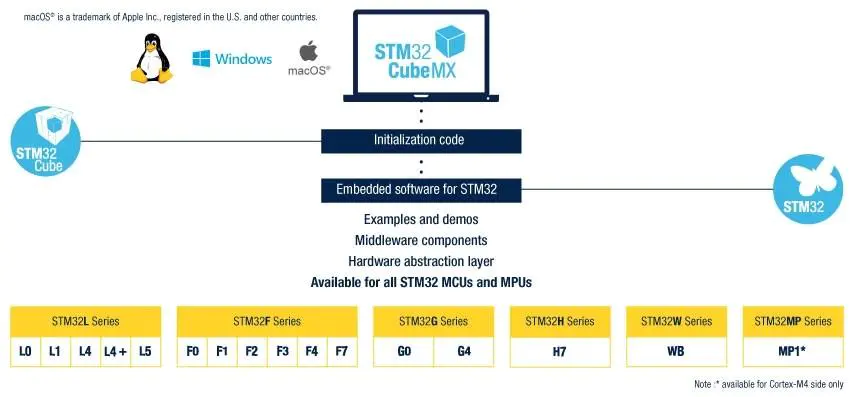 macOS® is a trademark of Apple Inc., registered in the U.S. and other countries.
Windows
macOS®
STM32
CubeMX
Initialization code
STM32
Cube
Embedded software for STM32
STM32
Examples and demos
Middleware components
Hardware abstraction layer
Available for all STM32 MCUs and MPUs
STM32L Series
STM32F Series
STM32G Series
STM32H Series
STM32W Series
STM32MP Series
L0 L1 L4 L4+ L5
F0 F1 F2 F3 F4 F7
G0 G4
H7
WB
MP1*
Note :* available for Cortex-M4 side only